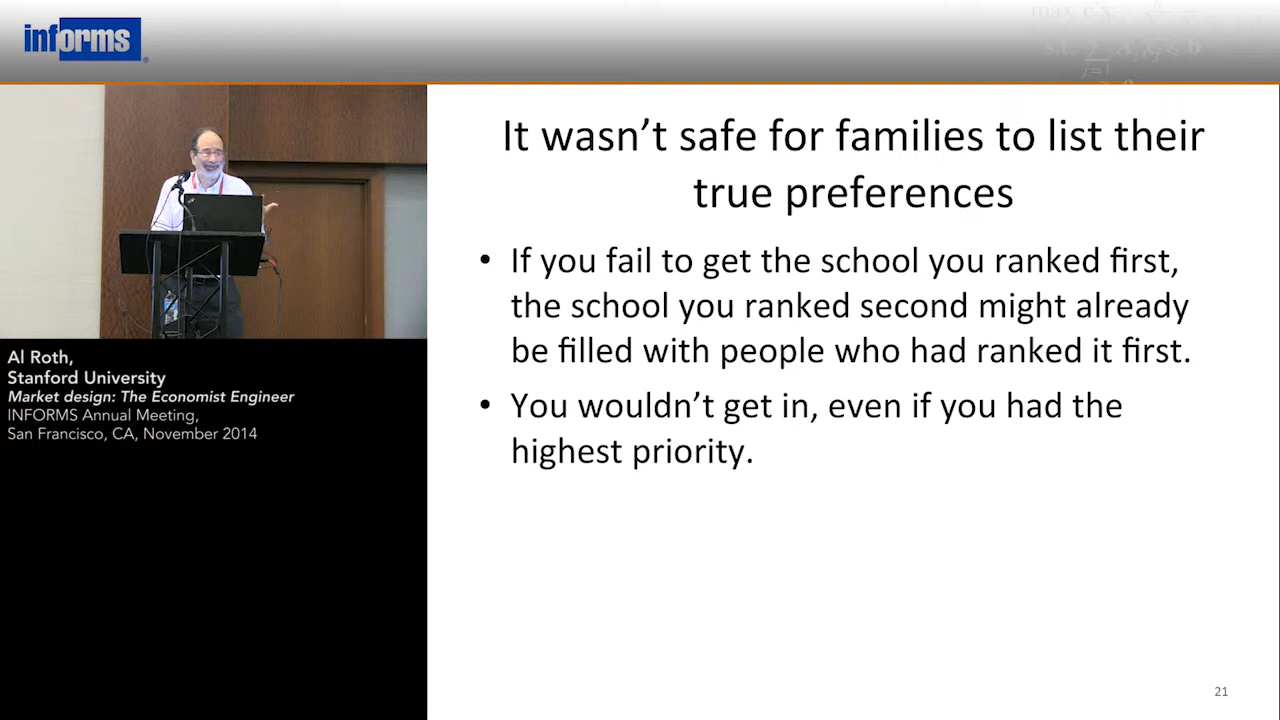 informs
It wasn't safe for families to list their
true preferences
• If you fail to get the school you ranked first,
the school you ranked second might already
be filled with people who had ranked it first.
• You wouldn't get in, even if you had the
highest priority.
Al Roth,
Stanford University
Market design: The Economist Engineer
INFORMS Annual Meeting,
San Francisco, CA, November 2014
21